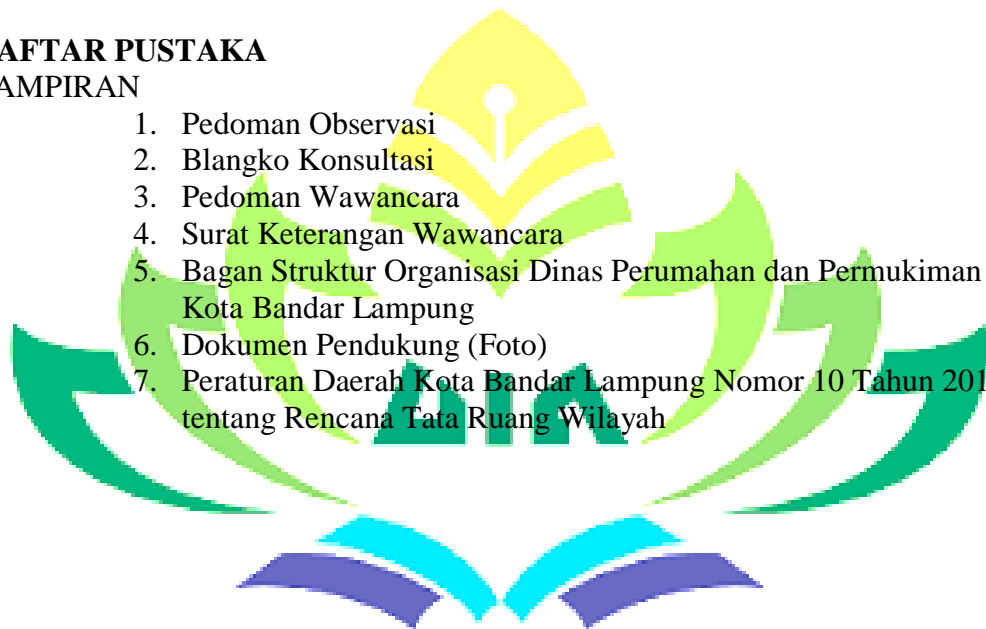 AFTAR PUSTAKA
AMPIRAN
1. Pedoman Observasi
2. Blangko Konsultasi
3. Pedoman Wawancara
4. Surat Keterangan Wawancara
5. Bagan Struktur Organisasi Dinas Perumahan dan Permukiman
Kota Bandar Lampung
6. Dokumen Pendukung (Foto)
7. Peraturan Daerah Kota Bandar Lampung Nomor 10 Tahun 201
tentang Rencana Tata Ruang Wilayah